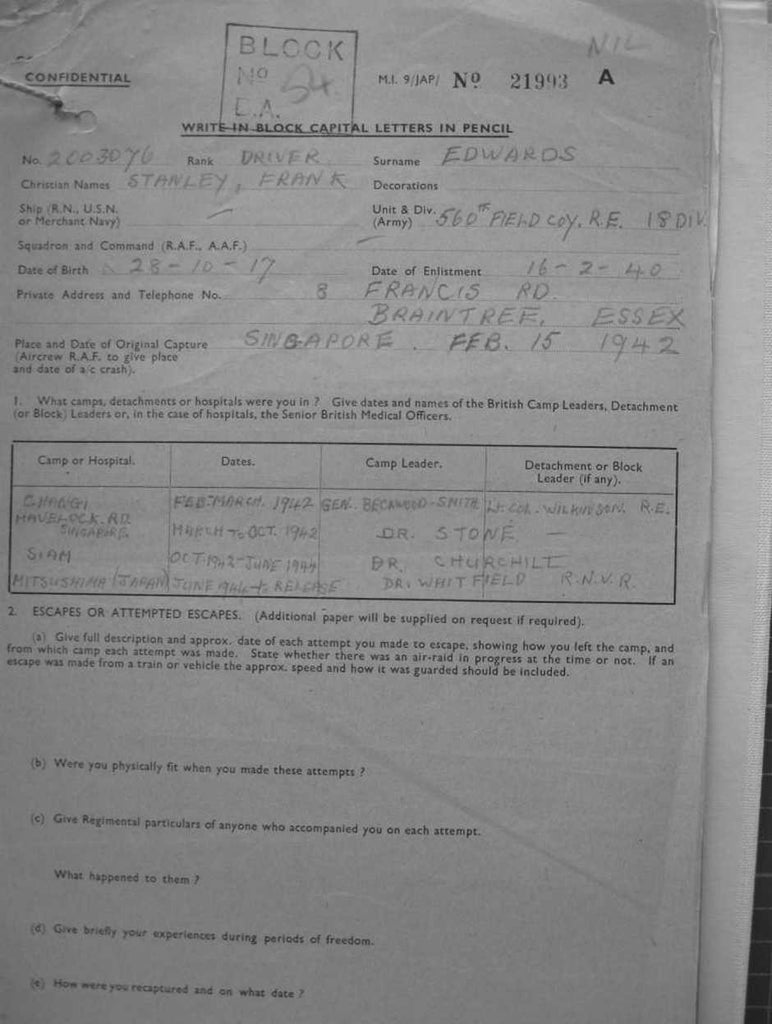 NIL
BLOCK
No 54
E.A.
CONFIDENTIAL
M.I. 9/JAP/ No 21993 A
WRITE IN BLOCK CAPITAL LETTERS IN PENCIL
No. 2003076 Rank DRIVER Surname EDWARDS
Christian Names STANLEY, FRANK Decorations
Ship (R.N., U.S.N. or Merchant Navy) — Unit & Div. (Army) 560TH FIELD COY. R.E. 18 DIV.
Squadron and Command (R.A.F., A.A.F.) —
Date of Birth 28-10-17 Date of Enlistment 16-2-40
Private Address and Telephone No. 8 FRANCIS RD.
BRAINTREE, ESSEX
Place and Date of Original Capture SINGAPORE. FEB. 15 1942
(Aircrew R.A.F. to give place
and date of a/c crash).
1. What camps, detachments or hospitals were you in ? Give dates and names of the British Camp Leaders, Detachment
(or Block) Leaders or, in the case of hospitals, the Senior British Medical Officers.
Camp or Hospital. Dates. Camp Leader. Detachment or Block Leader (if any).
CHANGI FEB-MARCH. 1942 GEN. BECKWOOD-SMITH Lt. COL. WILKINSON. R.E.
HAVELOCK. RD. SINGAPORE. MARCH to OCT. 1942 DR. STONE —
SIAM OCT. 1942-JUNE 1944 DR. CHURCHILL
MITSUSHIMA (JAPAN) JUNE 1944 to RELEASE DR. WHITFIELD R.N.V.R.
2. ESCAPES OR ATTEMPTED ESCAPES. (Additional paper will be supplied on request if required).
(a) Give full description and approx. date of each attempt you made to escape, showing how you left the camp, and
from which camp each attempt was made. State whether there was an air-raid in progress at the time or not. If an
escape was made from a train or vehicle the approx. speed and how it was guarded should be included.
(b) Were you physically fit when you made these attempts ?
(c) Give Regimental particulars of anyone who accompanied you on each attempt.
What happened to them ?
(d) Give briefly your experiences during periods of freedom.
(e) How were you recaptured and on what date ?